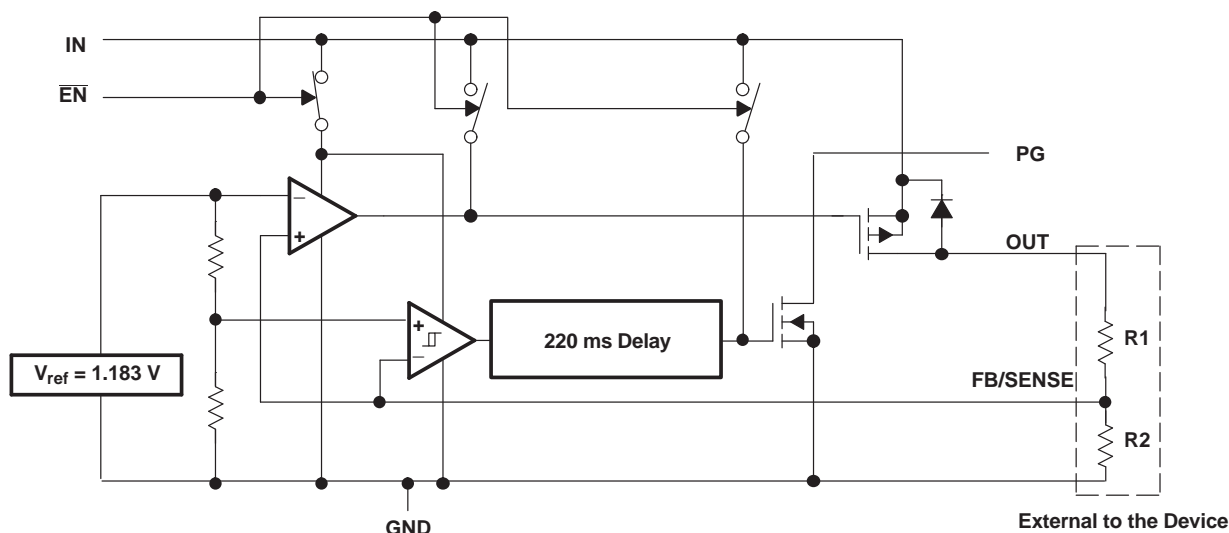 IN
EN
PG
−
+
OUT
+
−
220 ms Delay
R1
Vref = 1.183 V
FB/SENSE
R2
GND
External to the Device